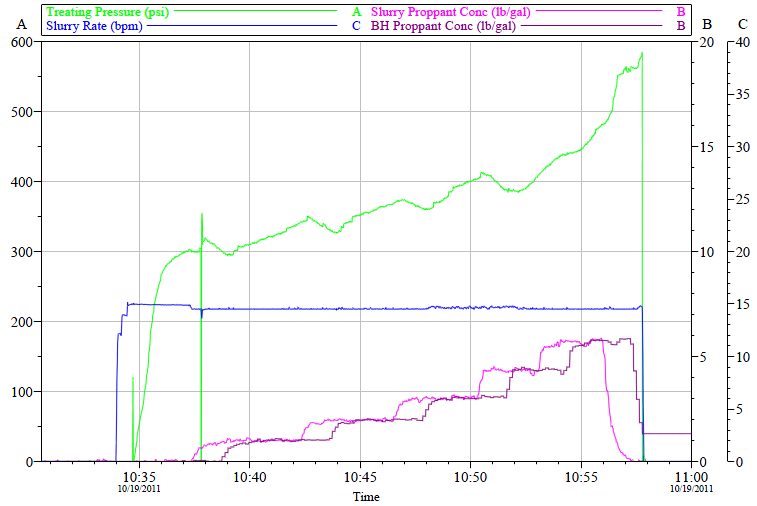 Treating Pressure (psi) A Slurry Proppant Conc (lb/gal) B
Slurry Rate (bpm) C BH Proppant Conc (lb/gal) B
A B C
600 20 40
35
500 15 30
400 25
300 10 20
200 15
5 10
100 5
0 0 0
10:35 10:40 10:45 10:50 10:55 11:00
10/19/2011 10/19/2011
Time